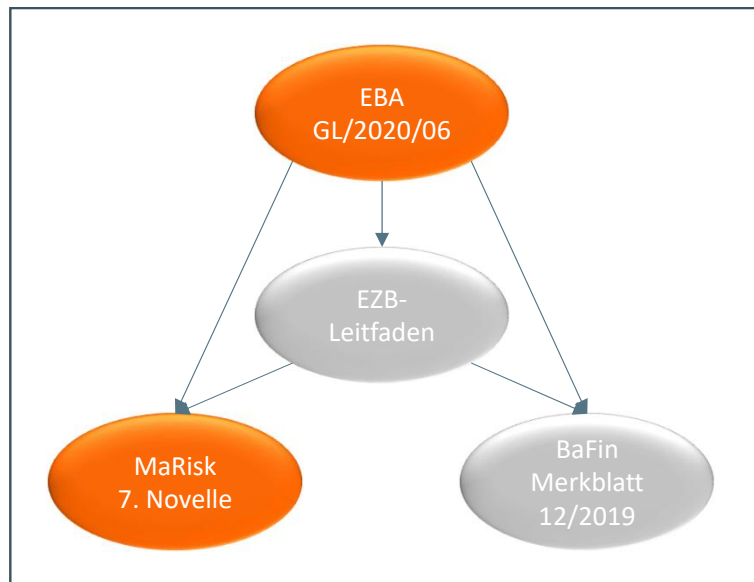 EBA
GL/2020/06
EZB-
Leitfaden
MaRisk
7. Novelle
BaFin
Merkblatt
12/2019